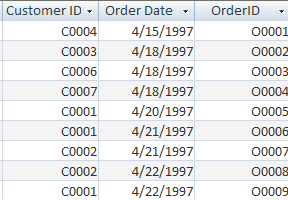 Customer ID Order Date OrderID
C0004 4/15/1997 O0001
C0003 4/18/1997 O0002
C0006 4/18/1997 O0003
C0007 4/18/1997 O0004
C0001 4/20/1997 O0005
C0001 4/21/1997 O0006
C0002 4/21/1997 O0007
C0002 4/22/1997 O0008
C0001 4/22/1997 O0009